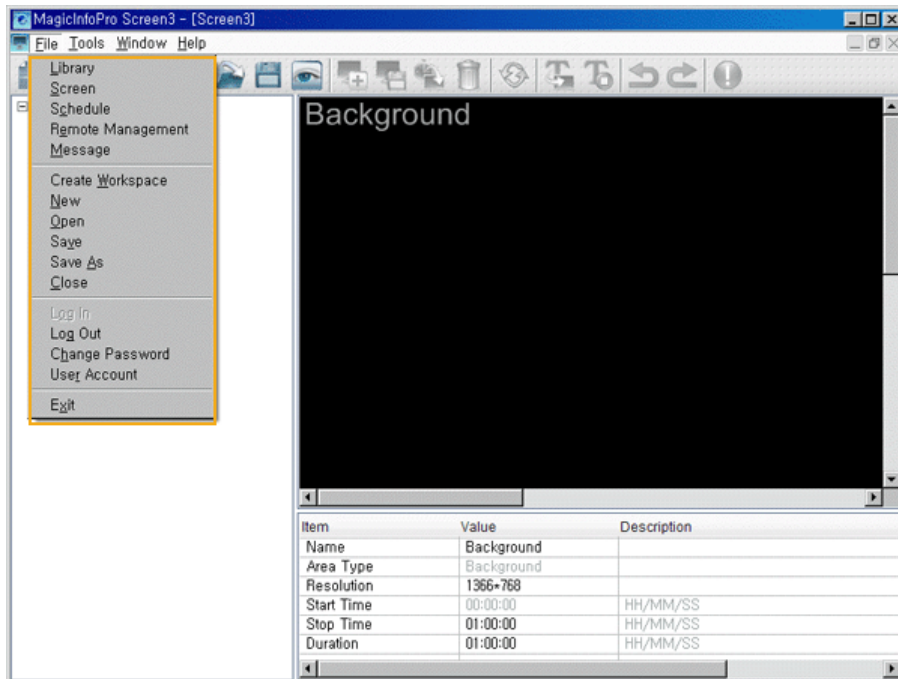 MagicInfoPro Screen3 - [Screen3]
File Tools Window Help
Library
Screen
Schedule
Remote Management
Message
Create Workspace
New
Open
Save
Save As
Close
Log In
Log Out
Change Password
User Account
Exit
Background
Item Value Description
Name Background
Area Type Background
Resolution 1366*768
Start Time 00:00:00 HH/MM/SS
Stop Time 01:00:00 HH/MM/SS
Duration 01:00:00 HH/MM/SS